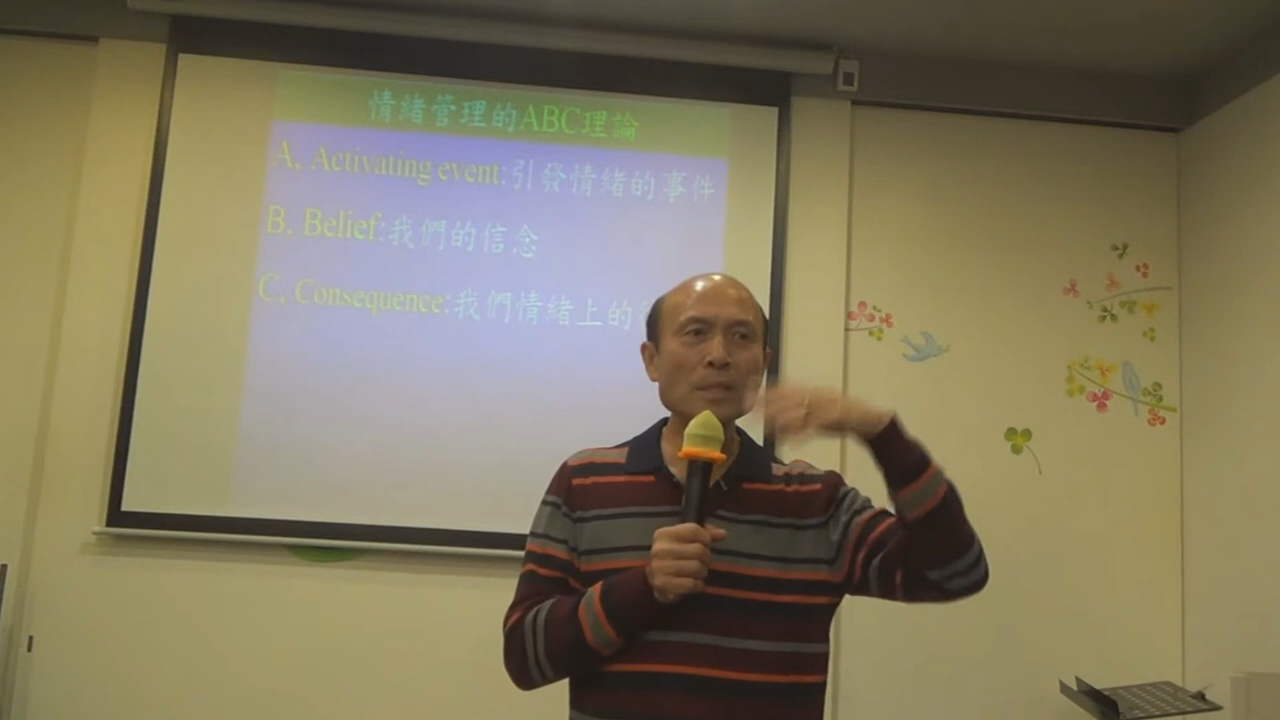 情緒管理的ABC理論
A. Activating event:引發情緒的事件
B. Belief:我們的信念
C. Consequence:我們情緒上的